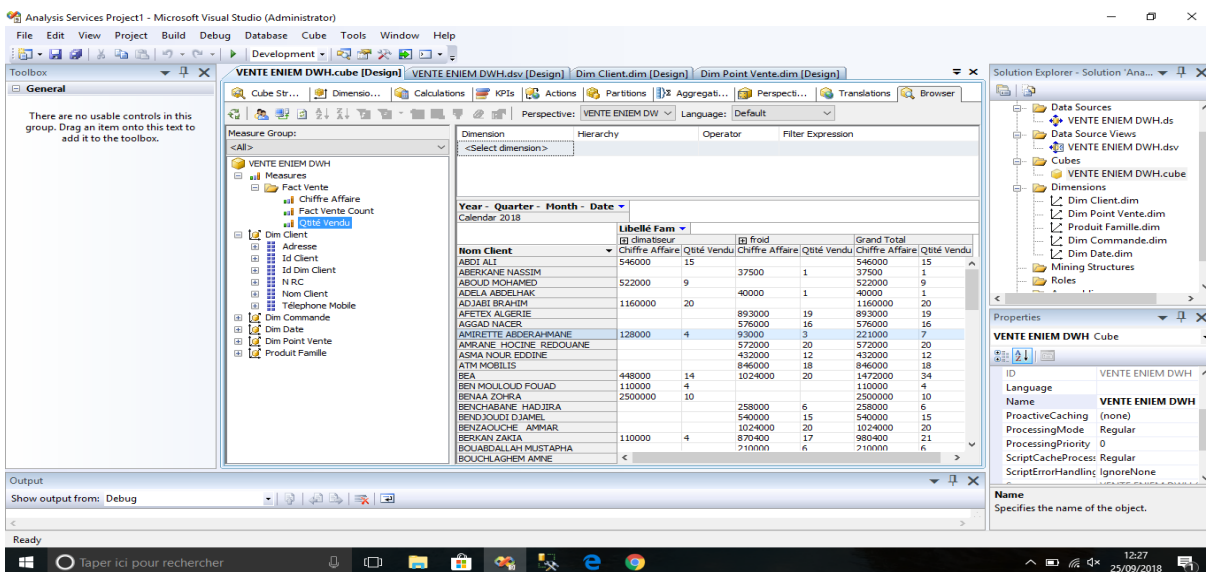 Analysis Services Project1 - Microsoft Visual Studio (Administrator)
File Edit View Project Build Debug Database Cube Tools Window Help
Development
Toolbox
General
There are no usable controls in this
group. Drag an item onto this text to
add it to the toolbox.
VENTE ENIEM DWH.cube [Design] VENTE ENIEM DWH.dsv [Design] Dim Client.dim [Design] Dim Point Vente.dim [Design]
Cube Str... Dimensio... Calculations KPIs Actions Partitions Aggregati... Perspecti... Translations Browser
Perspective: VENTE ENIEM DW Language: Default
Measure Group:
<All>
VENTE ENIEM DWH
Measures
Fact Vente
Chiffre Affaire
Fact Vente Count
Qtité Vendu
Dim Client
Adresse
Id Client
Id Dim Client
N RC
Nom Client
Télephone Mobile
Dim Commande
Dim Date
Dim Point Vente
Produit Famille
Dimension Hierarchy Operator Filter Expression
<Select dimension>
Year - Quarter - Month - Date
Calendar 2018
Libellé Fam
climatiseur froid Grand Total
Nom Client Chiffre Affaire Qtité Vendu Chiffre Affaire Qtité Vendu Chiffre Affaire Qtité Vendu
ABDI ALI 546000 15 546000 15
ABERKANE NASSIM 37500 1 37500 1
ABOUD MOHAMED 522000 9 522000 9
ADELA ABDELHAK 40000 1 40000 1
ADJABI BRAHIM 1160000 20 1160000 20
AFETEX ALGERIE 893000 19 893000 19
AGGAD NACER 576000 16 576000 16
AMIRETTE ABDERAHMANE 128000 4 93000 3 221000 7
AMRANE HOCINE REDOUANE 572000 20 572000 20
ASMA NOUR EDDINE 432000 12 432000 12
ATM MOBILIS 846000 18 846000 18
BEA 448000 14 1024000 20 1472000 34
BEN MOULOUD FOUAD 110000 4 110000 4
BENAA ZOHRA 2500000 10 2500000 10
BENCHABANE HADJIRA 258000 6 258000 6
BENDJOUDI DJAMEL 540000 15 540000 15
BENZAOUCHE AMMAR 1024000 20 1024000 20
BERKAN ZAKIA 110000 4 870400 17 980400 21
BOUABDALLAH MUSTAPHA 210000 6 210000 6
BOUCHLAGHEM AMNE
Solution Explorer - Solution 'Ana...
Data Sources
VENTE ENIEM DWH.ds
Data Source Views
VENTE ENIEM DWH.dsv
Cubes
VENTE ENIEM DWH.cube
Dimensions
Dim Client.dim
Dim Point Vente.dim
Produit Famille.dim
Dim Commande.dim
Dim Date.dim
Mining Structures
Roles
Properties
VENTE ENIEM DWH Cube
ID VENTE ENIEM DWH
Language
Name VENTE ENIEM DWH
ProactiveCaching (none)
ProcessingMode Regular
ProcessingPriority 0
ScriptCacheProcess Regular
ScriptErrorHandling IgnoreNone
Name
Specifies the name of the object.
Output
Show output from: Debug
Ready
Taper ici pour rechercher
12:27
25/09/2018